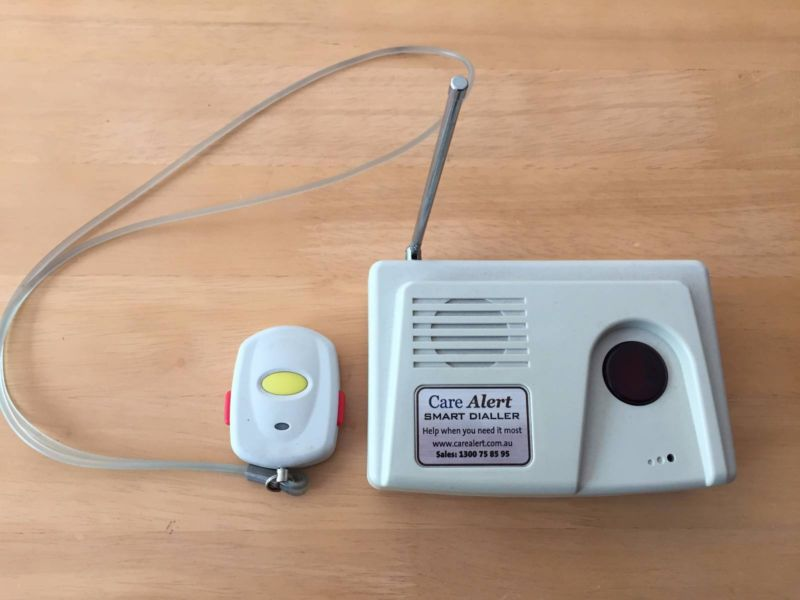 Care Alert
SMART DIALLER
Help when you need it most
www.carealert.com.au
Sales: 1300 75 85 95